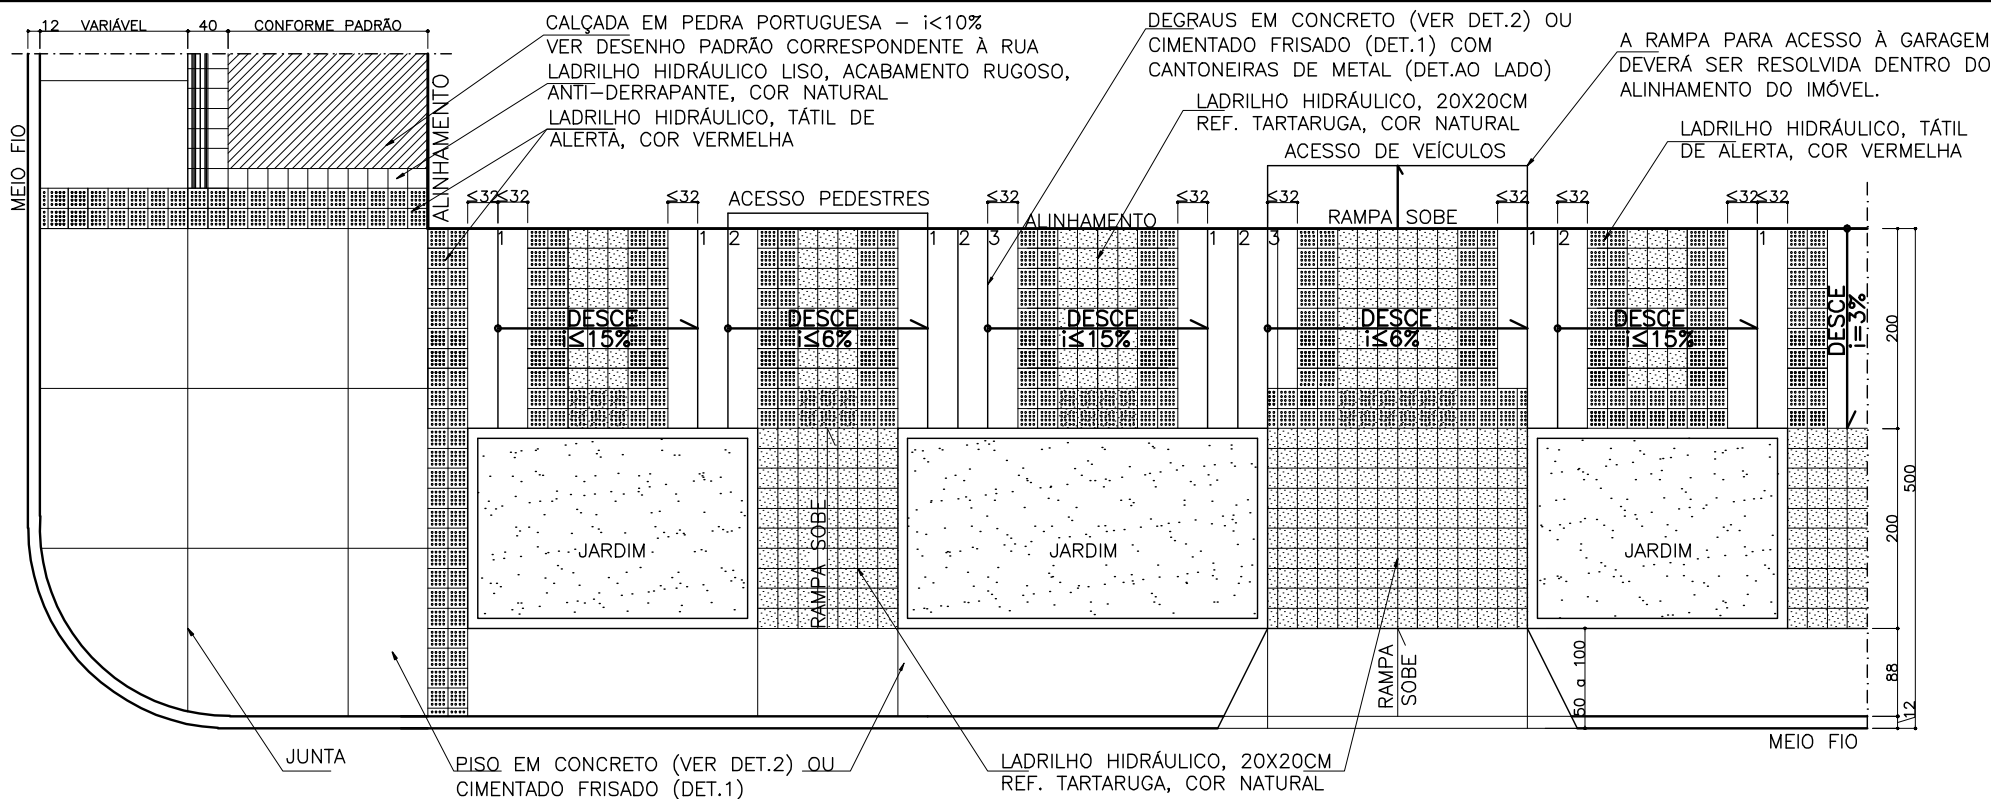 12 VARIÁVEL 40 CONFORME PADRÃO
CALÇADA EM PEDRA PORTUGUESA – i<10%
VER DESENHO PADRÃO CORRESPONDENTE À RUA
LADRILHO HIDRÁULICO LISO, ACABAMENTO RUGOSO,
ANTI–DERRAPANTE, COR NATURAL
LADRILHO HIDRÁULICO, TÁTIL DE
ALERTA, COR VERMELHA
DEGRAUS EM CONCRETO (VER DET.2) OU
CIMENTADO FRISADO (DET.1) COM
CANTONEIRAS DE METAL (DET.AO LADO)
LADRILHO HIDRÁULICO, 20X20CM
REF. TARTARUGA, COR NATURAL
ACESSO DE VEÍCULOS
A RAMPA PARA ACESSO À GARAGEM
DEVERÁ SER RESOLVIDA DENTRO DO
ALINHAMENTO DO IMÓVEL.
LADRILHO HIDRÁULICO, TÁTIL
DE ALERTA, COR VERMELHA
MEIO FIO
ALINHAMENTO
≤32 ≤32 ≤32 ACESSO PEDESTRES ≤32 ≤32 ≤32 ≤32 ≤32 ≤32 ≤32
ALINHAMENTO
RAMPA SOBE
1 1 2 1 2 3 1 2 3 1 2 1
DESCE
i≤15%
DESCE
i≤6%
DESCE
i≤15%
DESCE
i≤6%
DESCE
i≤15%
DESCE
i=3%
200
500
200
88
12
JARDIM
RAMPA SOBE
JARDIM
JARDIM
RAMPA
SOBE
50 a 100
MEIO FIO
JUNTA
PISO EM CONCRETO (VER DET.2) OU
CIMENTADO FRISADO (DET.1)
LADRILHO HIDRÁULICO, 20X20CM
REF. TARTARUGA, COR NATURAL